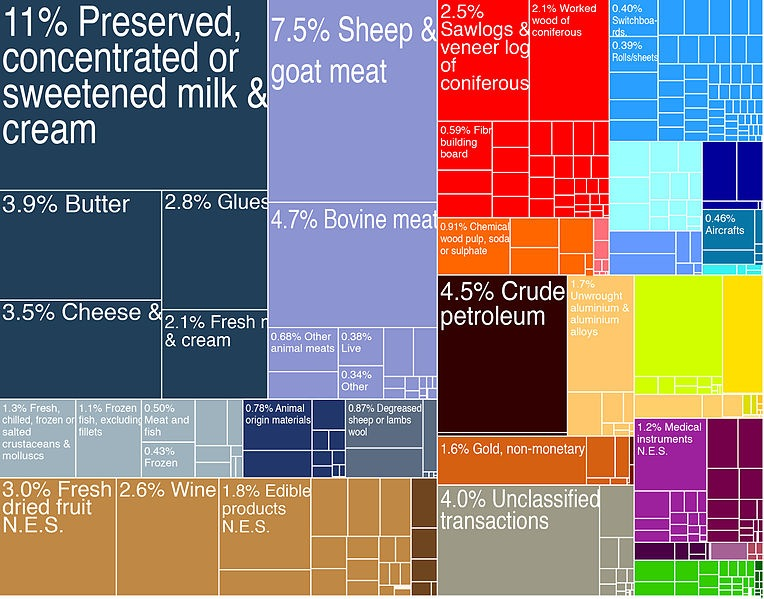 11% Preserved,
concentrated or
sweetened milk &
cream
7.5% Sheep &
goat meat
2.5%
Sawlogs &
veneer log
of
coniferous
2.1% Worked
wood of
coniferous
0.40%
Switchboa-
rds.
0.39%
Rolls/sheets
0.59% Fibr
building
board
3.9% Butter
2.8% Glues
4.7% Bovine meat
0.91% Chemical
wood pulp, soda
or sulphate
0.46%
Aircrafts
4.5% Crude
petroleum
1.7%
Unwrought
aluminium &
aluminium
alloys
3.5% Cheese &
2.1% Fresh m
& cream
0.68% Other
animal meats
0.38%
Live
0.34%
Other
1.3% Fresh,
chilled, frozen or
salted
crustaceans &
molluscs
1.1% Frozen
fish, excluding
fillets
0.50%
Meat and
fish
0.43%
Frozen
0.78% Animal
origin materials
0.87% Degreased
sheep or lambs
wool
1.6% Gold, non-monetary
1.2% Medical
instruments
N.E.S.
3.0% Fresh
dried fruit
N.E.S.
2.6% Wine
1.8% Edible
products
N.E.S.
4.0% Unclassified
transactions